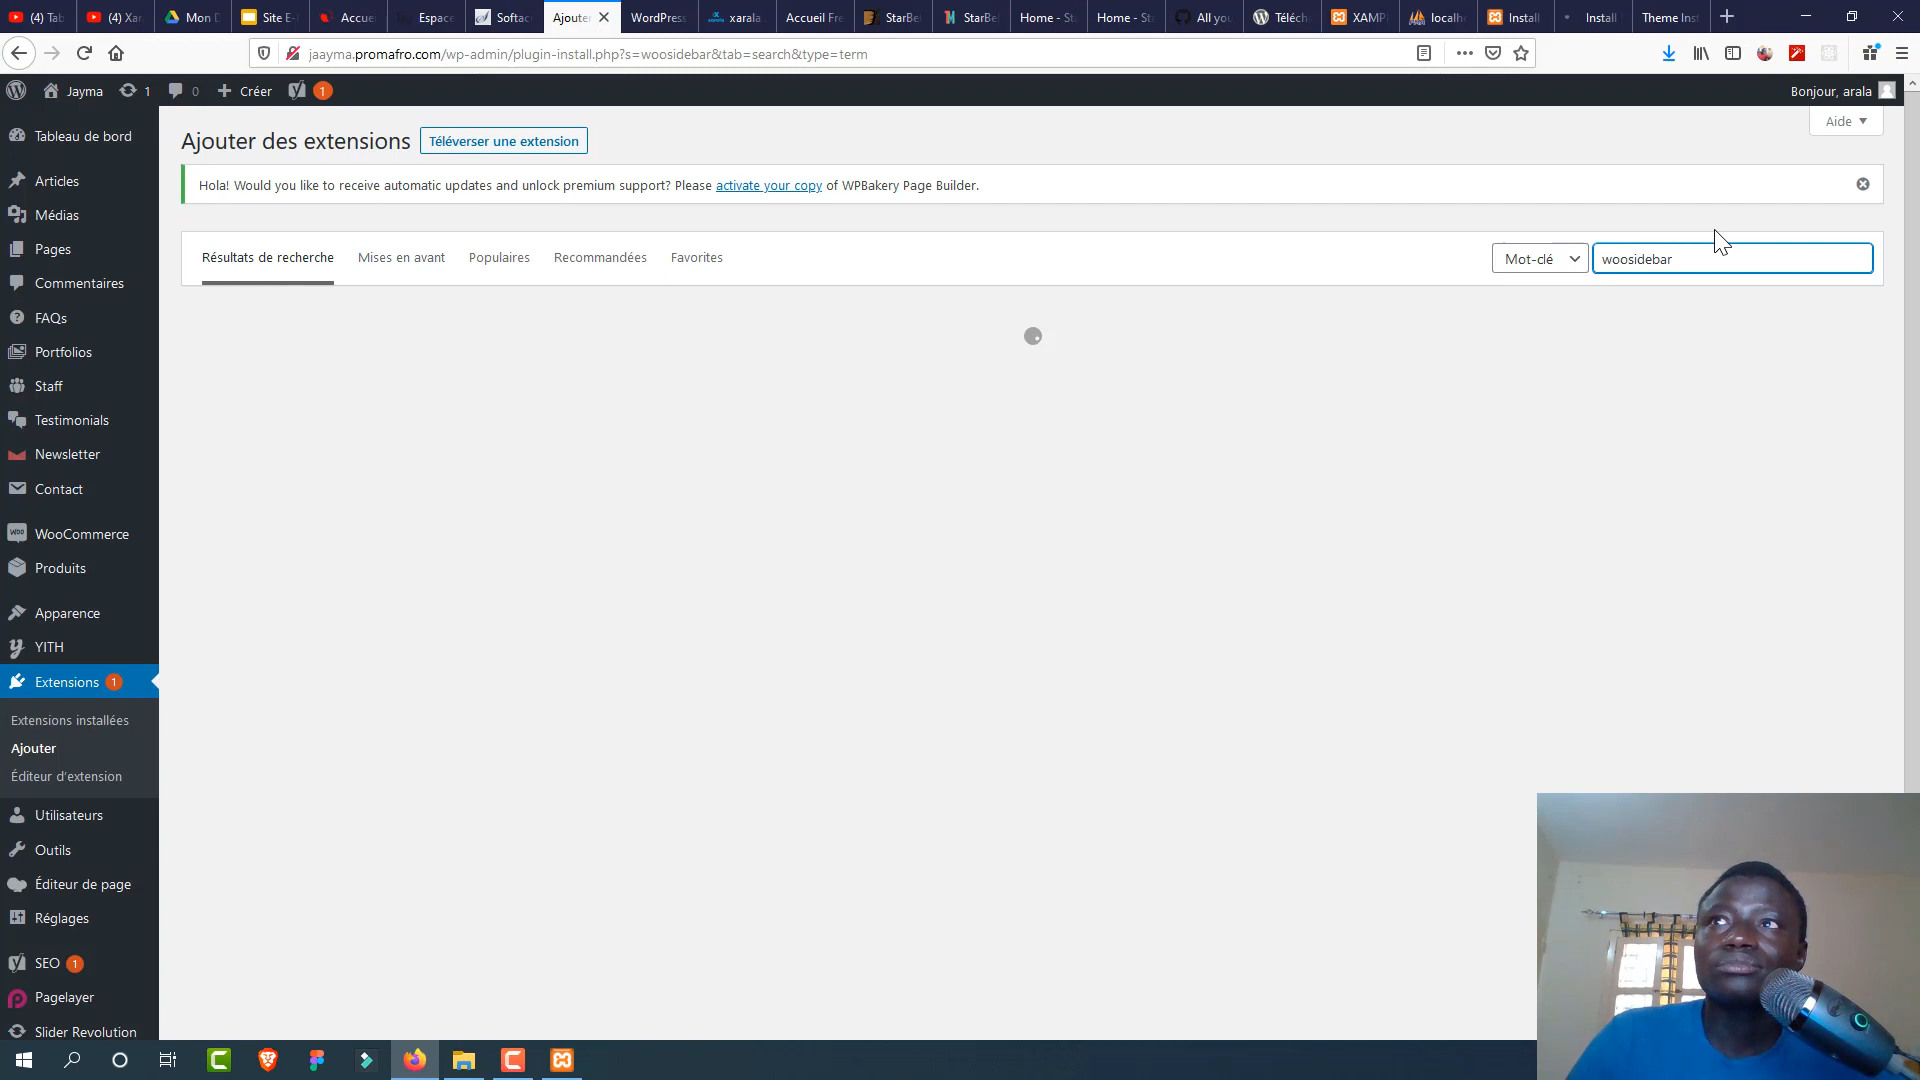 (4) Tab
(4) Xar
Mon D
Site E-
Accue
Espace
Softac
Ajouter
WordPress
xarala
Accueil Fre
StarBel
StarBel
Home - St
Home - St
All you
Téléch
XAMP
localh
Install
Install
Theme Inst
jaayma.promafro.com/wp-admin/plugin-install.php?s=woosidebar&tab=search&type=term
Jayma
1
0
Créer
1
Bonjour, arala
Tableau de bord
Articles
Médias
Pages
Commentaires
FAQs
Portfolios
Staff
Testimonials
Newsletter
Contact
WooCommerce
Produits
Apparence
YITH
Extensions 1
Extensions installées
Ajouter
Éditeur d'extension
Utilisateurs
Outils
Éditeur de page
Réglages
SEO 1
Pagelayer
Slider Revolution
Aide
Ajouter des extensions
Téléverser une extension
Hola! Would you like to receive automatic updates and unlock premium support? Please activate your copy of WPBakery Page Builder.
Résultats de recherche
Mises en avant
Populaires
Recommandées
Favorites
Mot-clé
woosidebar